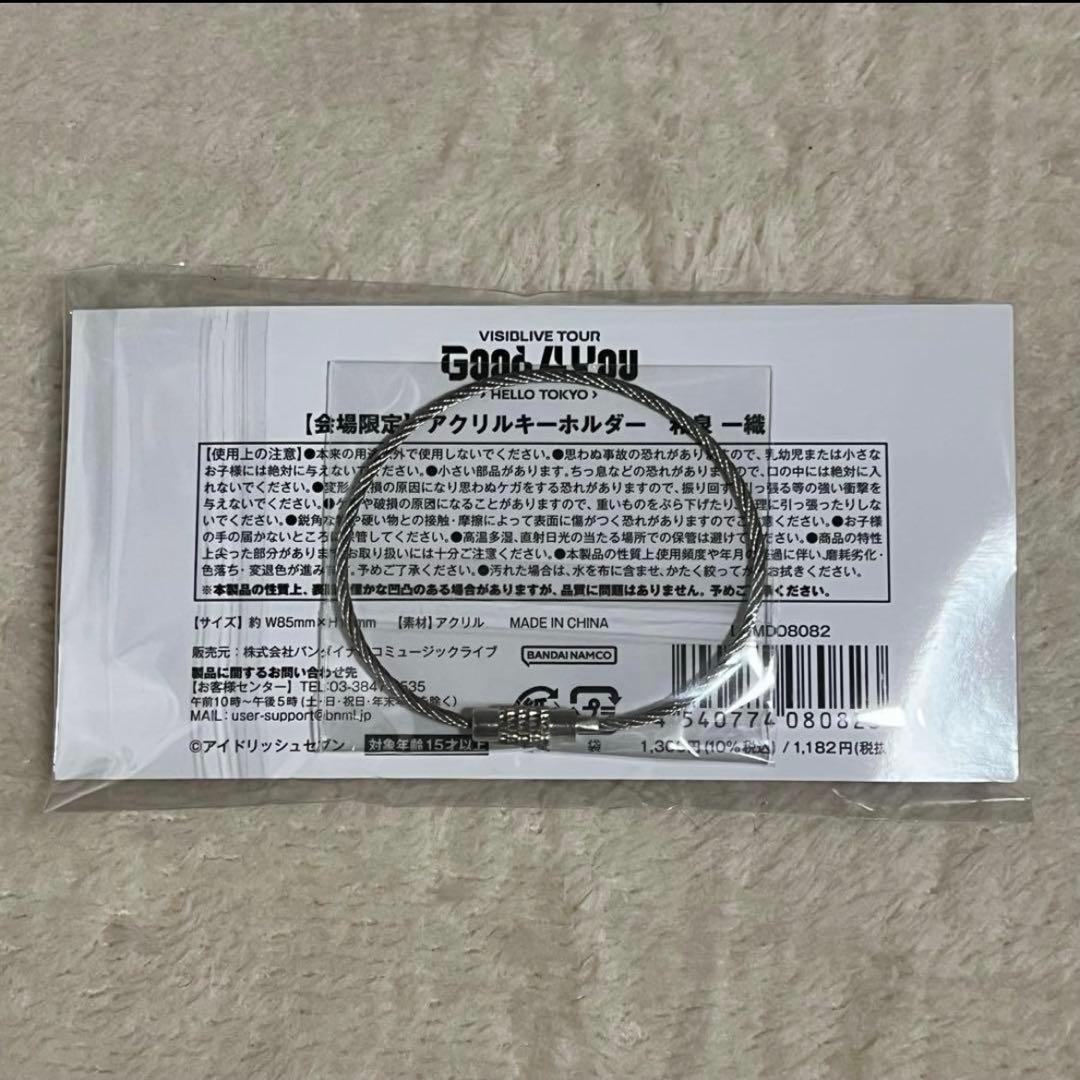 VISIBLIVE TOUR
Good 4 You
HELLO TOKYO
【会場限定】アクリルキーホルダー 和泉 一織
【使用上の注意】●本来の用途以外で使用しないでください。●思わぬ事故の恐れがありますので、乳幼児または小さな
お子様には絶対に与えないでください。●小さい部品があります。ちっ息などの恐れがありますので、口の中には絶対に入
れないでください。●変形・破損の原因になり思わぬケガをする恐れがありますので、振り回す、引っ張る等の強い衝撃を
与えないでください。●ケガや破損の原因になることがありますので、重いものをぶら下げたり、無理に引っ張ったりしな
いでください。●鋭角な物や硬い物との接触・摩擦によって表面に傷がつく恐れがありますのでご注意ください。●お子様
の手の届かないところに保管してください。●高温多湿、直射日光の当たる場所での保管は避けてください。●商品の特性
上尖った部分があります。お取り扱いには十分ご注意ください。●本製品の性質上使用頻度や年月の経過に伴い、磨耗劣化・
色落ち・変退色が進みます。予めご了承ください。●汚れた場合は、水を布に含ませ、かたく絞ってからお拭きください。
※本製品の性質上、表面に僅かな凹凸のある場合がありますが、品質に問題はありません。予めご了承ください。
【サイズ】約 W85mm×H mm 【素材】アクリル MADE IN CHINA MD08082
販売元:株式会社バンダイナムコミュージックライブ BANDAI NAMCO
製品に関するお問い合わせ先
【お客様センター】TEL:03-384 535
午前10時～午後5時(土・日・祝日・年末年始を除く)
MAIL:user-support@bnml.jp
紙 プラ
4 540774 08082
©アイドリッシュセブン 対象年齢15才以上 袋 1,300円(10%税込)/1,182円(税抜